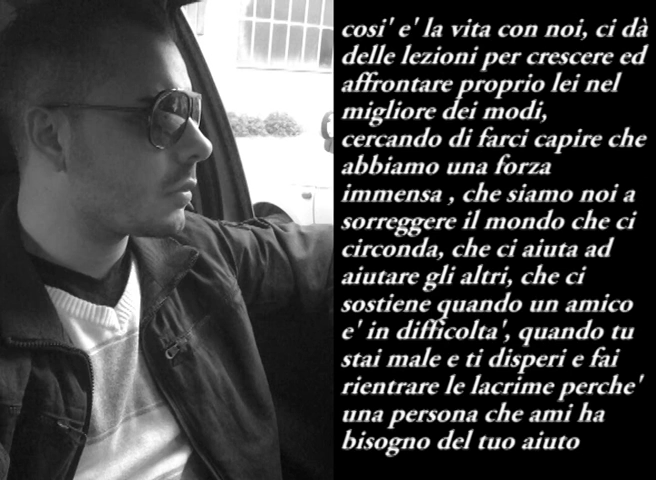 cosi' e' la vita con noi, ci dà
delle lezioni per crescere ed
affrontare proprio lei nel
migliore dei modi,
cercando di farci capire che
abbiamo una forza
immensa , che siamo noi a
sorreggere il mondo che ci
circonda, che ci aiuta ad
aiutare gli altri, che ci
sostiene quando un amico
e' in difficolta', quando tu
stai male e ti disperi e fai
rientrare le lacrime perche'
una persona che ami ha
bisogno del tuo aiuto